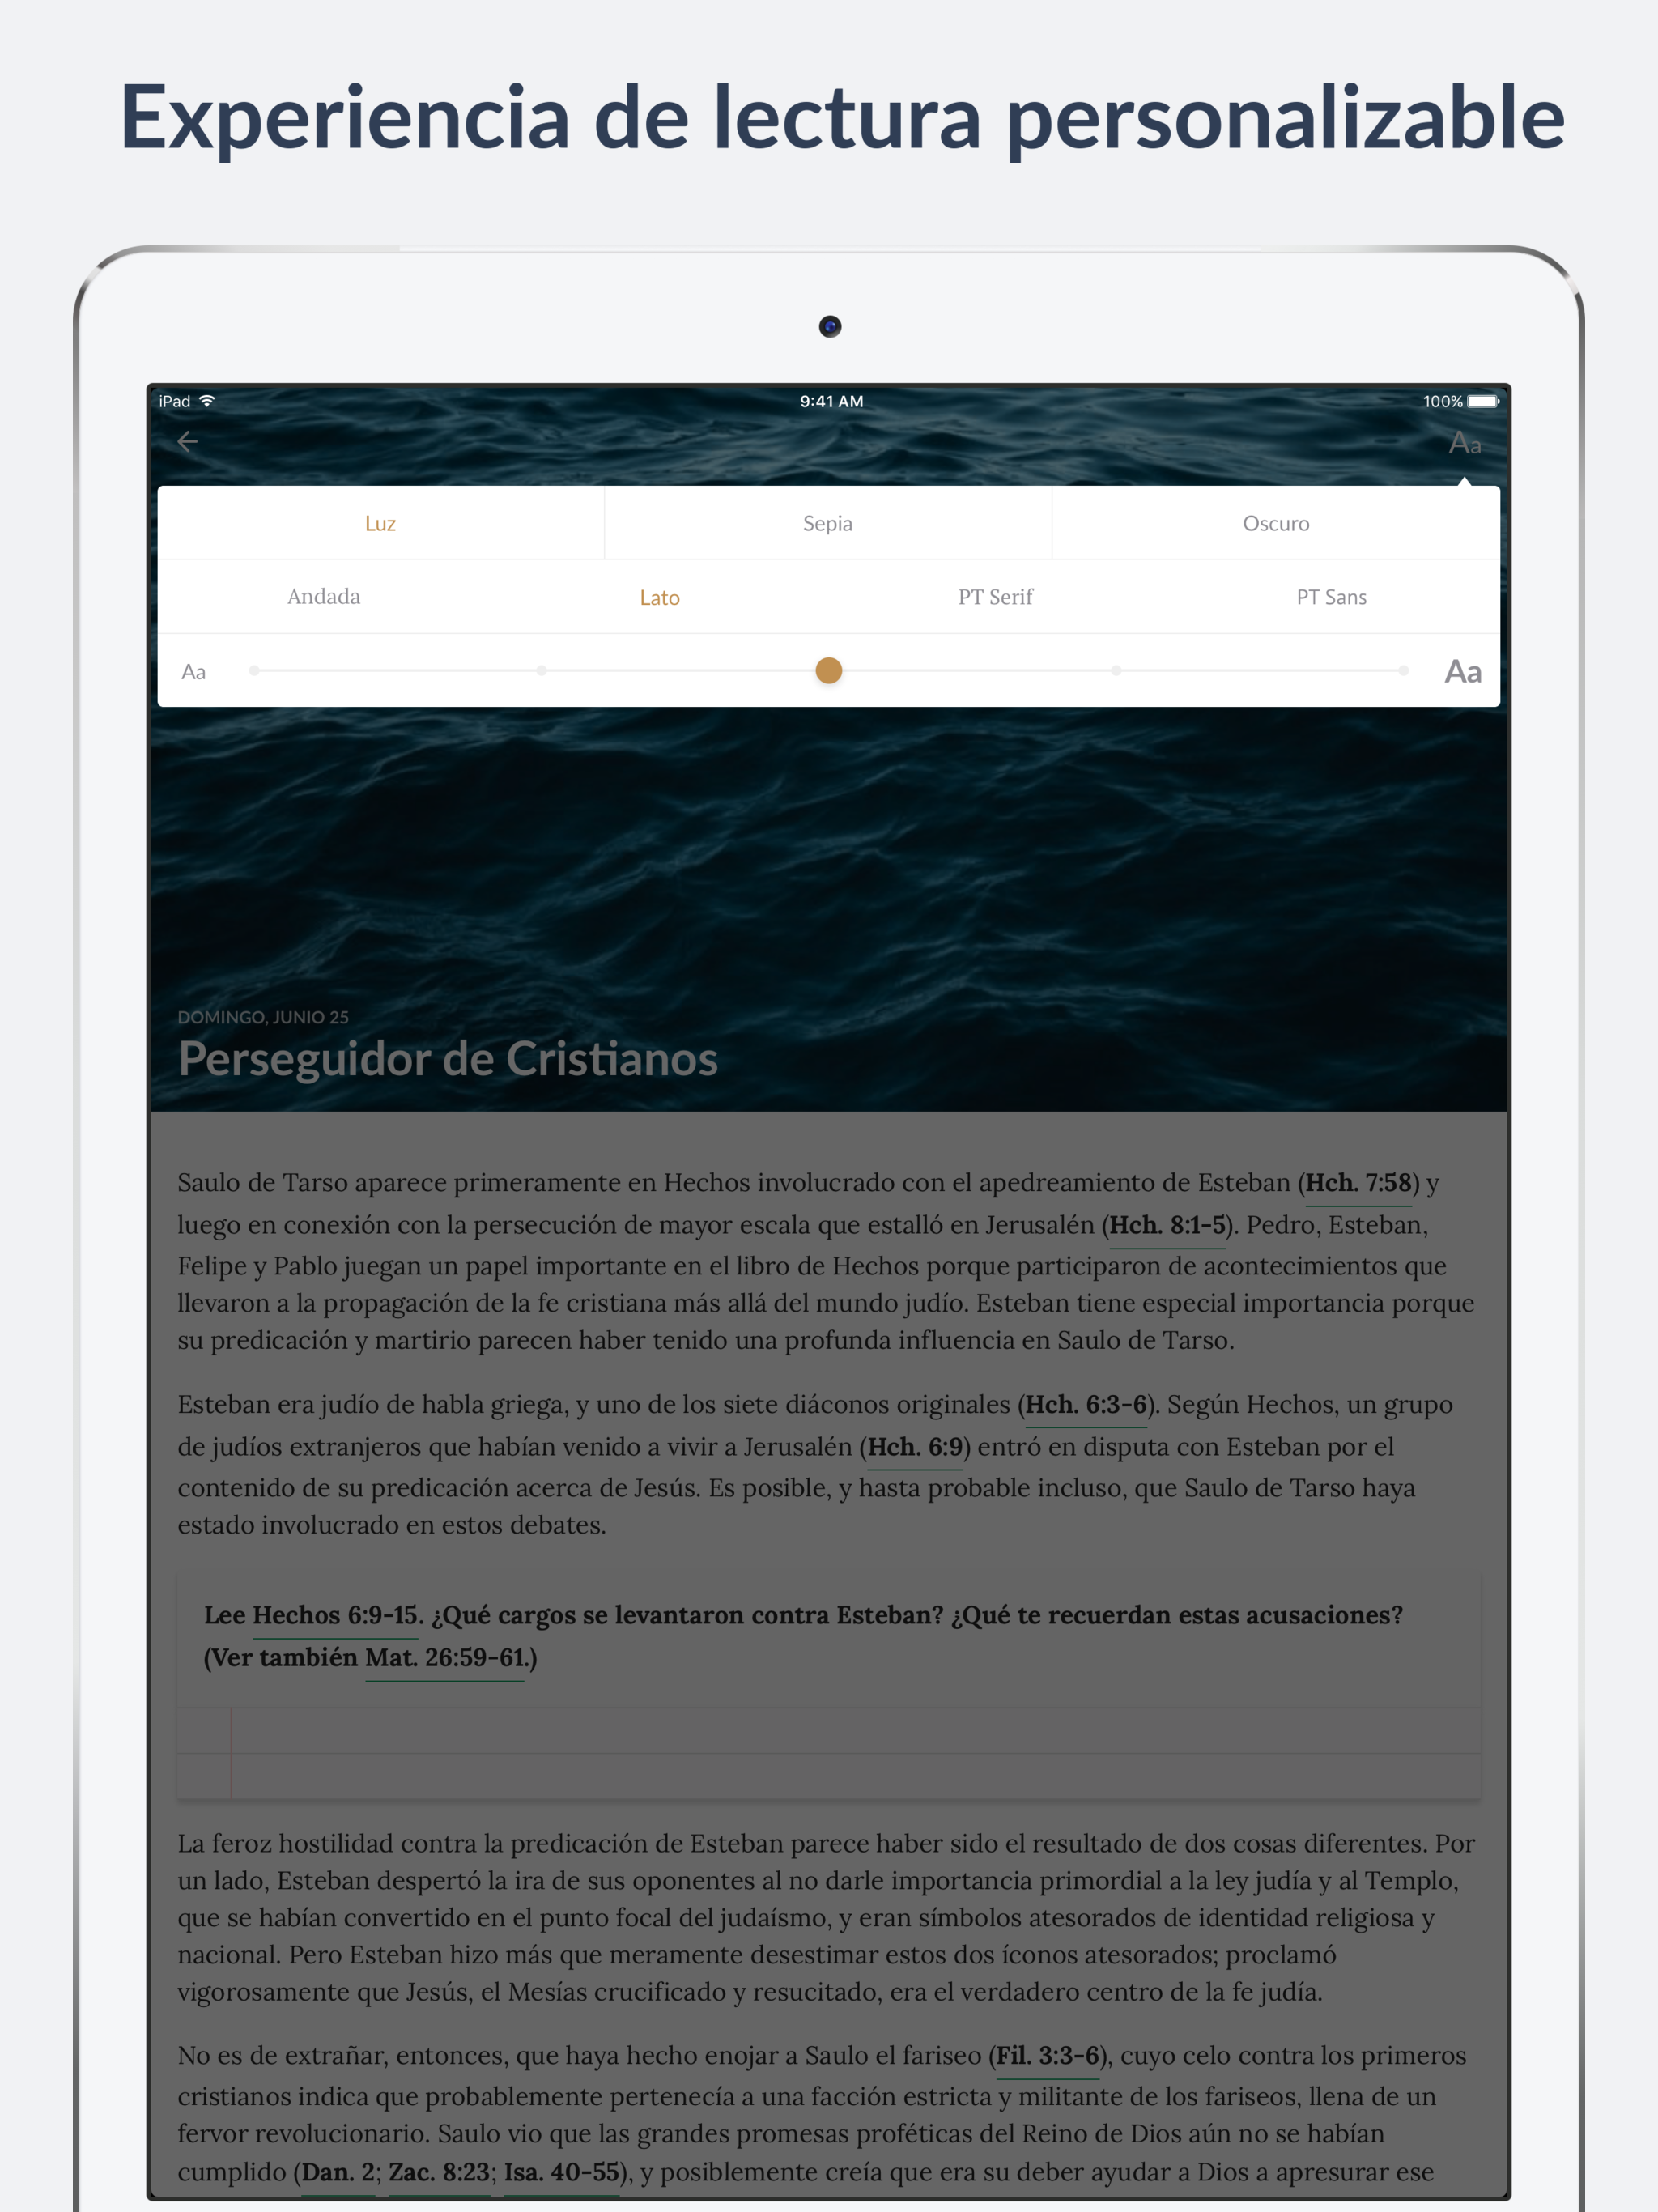 Experiencia de lectura personalizable
iPad 9:41 AM 100%
Aa
Luz Sepia Oscuro
Andada Lato PT Serif PT Sans
Aa Aa
DOMINGO, JUNIO 25
Perseguidor de Cristianos
Saulo de Tarso aparece primeramente en Hechos involucrado con el apedreamiento de Esteban (Hch. 7:58) y
luego en conexión con la persecución de mayor escala que estalló en Jerusalén (Hch. 8:1-5). Pedro, Esteban,
Felipe y Pablo juegan un papel importante en el libro de Hechos porque participaron de acontecimientos que
llevaron a la propagación de la fe cristiana más allá del mundo judío. Esteban tiene especial importancia porque
su predicación y martirio parecen haber tenido una profunda influencia en Saulo de Tarso.
Esteban era judío de habla griega, y uno de los siete diáconos originales (Hch. 6:3-6). Según Hechos, un grupo
de judíos extranjeros que habían venido a vivir a Jerusalén (Hch. 6:9) entró en disputa con Esteban por el
contenido de su predicación acerca de Jesús. Es posible, y hasta probable incluso, que Saulo de Tarso haya
estado involucrado en estos debates.
Lee Hechos 6:9-15. ¿Qué cargos se levantaron contra Esteban? ¿Qué te recuerdan estas acusaciones?
(Ver también Mat. 26:59-61.)
La feroz hostilidad contra la predicación de Esteban parece haber sido el resultado de dos cosas diferentes. Por
un lado, Esteban despertó la ira de sus oponentes al no darle importancia primordial a la ley judía y al Templo,
que se habían convertido en el punto focal del judaísmo, y eran símbolos atesorados de identidad religiosa y
nacional. Pero Esteban hizo más que meramente desestimar estos dos íconos atesorados; proclamó
vigorosamente que Jesús, el Mesías crucificado y resucitado, era el verdadero centro de la fe judía.
No es de extrañar, entonces, que haya hecho enojar a Saulo el fariseo (Fil. 3:3-6), cuyo celo contra los primeros
cristianos indica que probablemente pertenecía a una facción estricta y militante de los fariseos, llena de un
fervor revolucionario. Saulo vio que las grandes promesas proféticas del Reino de Dios aún no se habían
cumplido (Dan. 2; Zac. 8:23; Isa. 40-55), y posiblemente creía que era su deber ayudar a Dios a apresurar ese